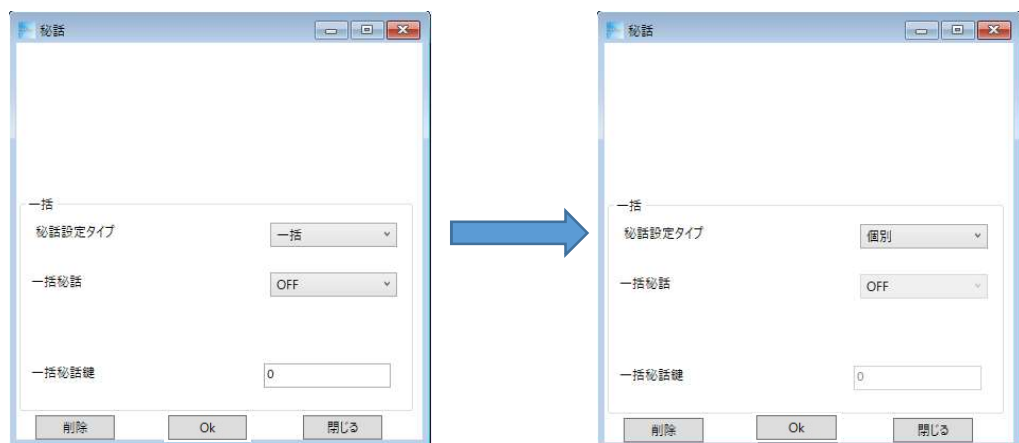 秘話
一括
秘話設定タイプ 一括
一括秘話 OFF
一括秘話鍵 0
削除 Ok 閉じる
秘話
一括
秘話設定タイプ 個別
一括秘話 OFF
一括秘話鍵 0
削除 Ok 閉じる